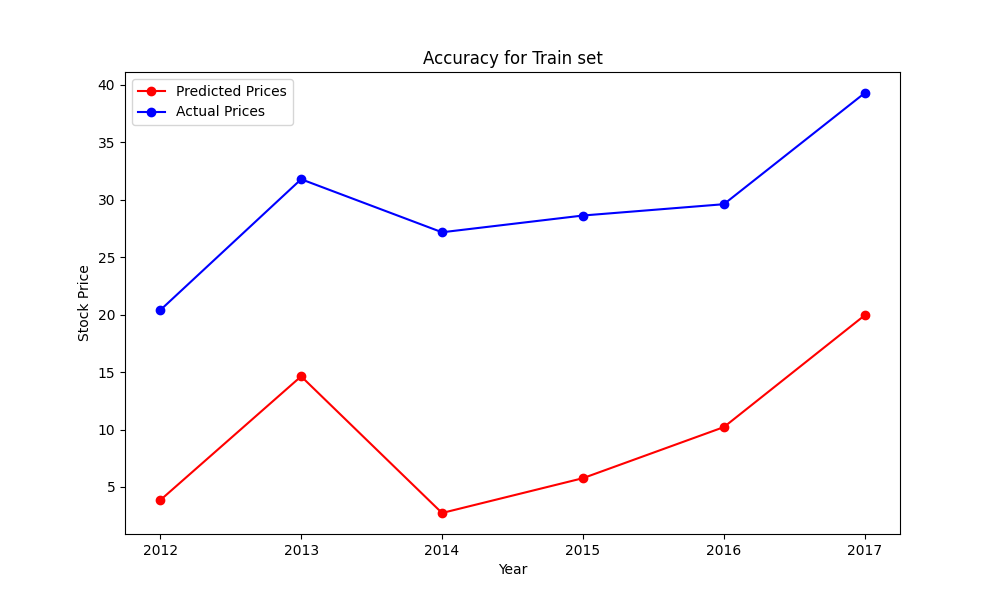 Accuracy for Train set
Predicted Prices
Actual Prices
40
35
30
25
20
15
10
5
Stock Price
2012 2013 2014 2015 2016 2017
Year